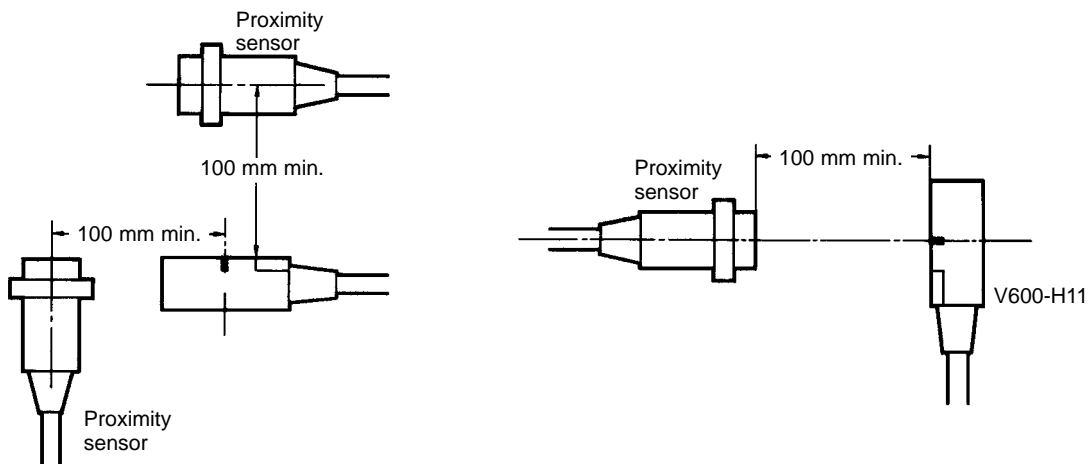 Proximity
sensor
100 mm min.
100 mm min.
Proximity
sensor
Proximity
sensor
100 mm min.
V600-H11